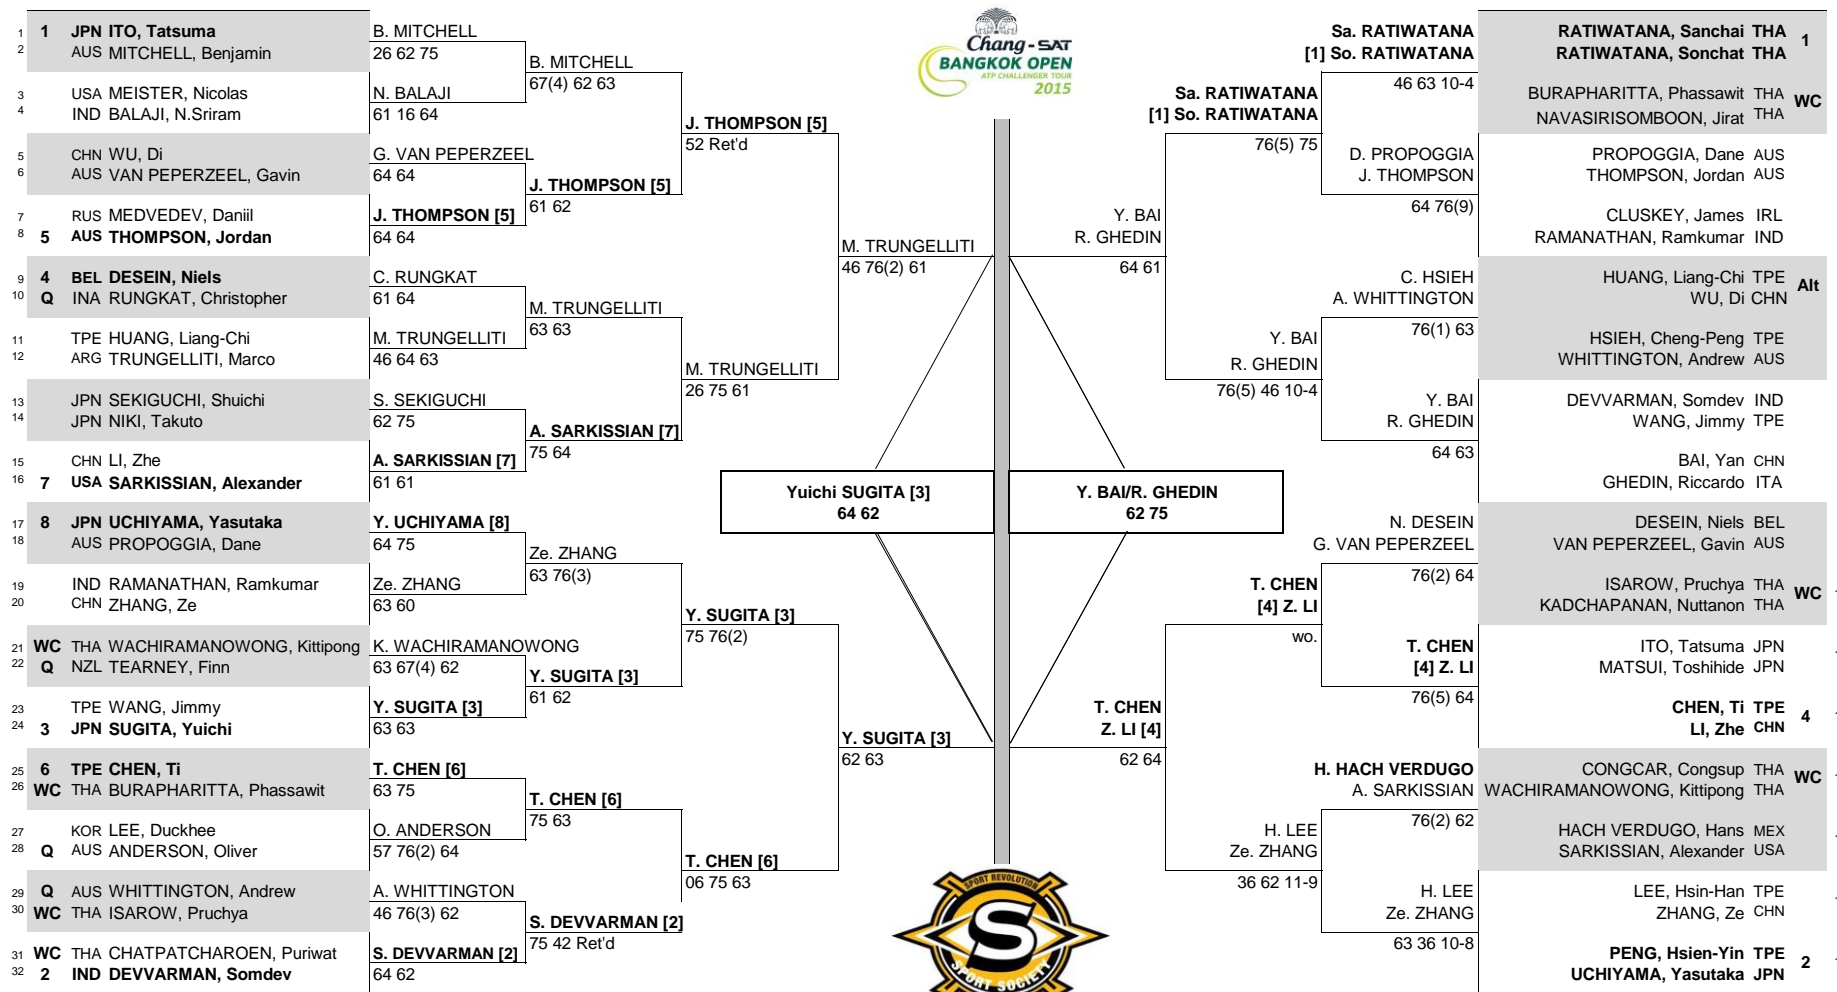 Chang-SAT
BANGKOK OPEN
ATP CHALLENGER TOUR
2015
1 1 JPN ITO, Tatsuma
2 AUS MITCHELL, Benjamin
3 USA MEISTER, Nicolas
4 IND BALAJI, N.Sriram
5 CHN WU, Di
6 AUS VAN PEPERZEEL, Gavin
7 RUS MEDVEDEV, Daniil
8 5 AUS THOMPSON, Jordan
9 4 BEL DESEIN, Niels
10 Q INA RUNGKAT, Christopher
11 TPE HUANG, Liang-Chi
12 ARG TRUNGELLITI, Marco
13 JPN SEKIGUCHI, Shuichi
14 JPN NIKI, Takuto
15 CHN LI, Zhe
16 7 USA SARKISSIAN, Alexander
17 8 JPN UCHIYAMA, Yasutaka
18 AUS PROPOGGIA, Dane
19 IND RAMANATHAN, Ramkumar
20 CHN ZHANG, Ze
21 WC THA WACHIRAMANOWONG, Kittipong
22 Q NZL TEARNEY, Finn
23 TPE WANG, Jimmy
24 3 JPN SUGITA, Yuichi
25 6 TPE CHEN, Ti
26 WC THA BURAPHARITTA, Phassawit
27 KOR LEE, Duckhee
28 Q AUS ANDERSON, Oliver
29 Q AUS WHITTINGTON, Andrew
30 WC THA ISAROW, Pruchya
31 WC THA CHATPATCHAROEN, Puriwat
32 2 IND DEVVARMAN, Somdev
B. MITCHELL
26 62 75
N. BALAJI
61 16 64
G. VAN PEPERZEEL
64 64
J. THOMPSON [5]
64 64
C. RUNGKAT
61 64
M. TRUNGELLITI
46 64 63
S. SEKIGUCHI
62 75
A. SARKISSIAN [7]
61 61
Y. UCHIYAMA [8]
64 75
Ze. ZHANG
63 60
K. WACHIRAMANOWONG
63 67(4) 62
Y. SUGITA [3]
63 63
T. CHEN [6]
63 75
O. ANDERSON
57 76(2) 64
A. WHITTINGTON
46 76(3) 62
S. DEVVARMAN [2]
64 62
B. MITCHELL
67(4) 62 63
J. THOMPSON [5]
61 62
M. TRUNGELLITI
63 63
A. SARKISSIAN [7]
75 64
Ze. ZHANG
63 76(3)
Y. SUGITA [3]
61 62
T. CHEN [6]
75 63
S. DEVVARMAN [2]
75 42 Ret'd
J. THOMPSON [5]
52 Ret'd
M. TRUNGELLITI
26 75 61
Y. SUGITA [3]
75 76(2)
T. CHEN [6]
06 75 63
M. TRUNGELLITI
46 76(2) 61
Y. SUGITA [3]
62 63
Yuichi SUGITA [3]
64 62
Y. BAI/R. GHEDIN
62 75
Y. BAI
R. GHEDIN
64 61
T. CHEN
Z. LI [4]
62 64
Sa. RATIWATANA
[1] So. RATIWATANA
76(5) 75
Y. BAI
R. GHEDIN
76(5) 46 10-4
T. CHEN
[4] Z. LI
wo.
H. LEE
Ze. ZHANG
36 62 11-9
Sa. RATIWATANA
[1] So. RATIWATANA
46 63 10-4
D. PROPOGGIA
J. THOMPSON
64 76(9)
C. HSIEH
A. WHITTINGTON
76(1) 63
Y. BAI
R. GHEDIN
64 63
N. DESEIN
G. VAN PEPERZEEL
76(2) 64
T. CHEN
[4] Z. LI
76(5) 64
H. HACH VERDUGO
A. SARKISSIAN
76(2) 62
H. LEE
Ze. ZHANG
63 36 10-8
RATIWATANA, Sanchai THA 1
RATIWATANA, Sonchat THA
BURAPHARITTA, Phassawit THA WC
NAVASIRISOMBOON, Jirat THA
PROPOGGIA, Dane AUS
THOMPSON, Jordan AUS
CLUSKEY, James IRL
RAMANATHAN, Ramkumar IND
HUANG, Liang-Chi TPE Alt
WU, Di CHN
HSIEH, Cheng-Peng TPE
WHITTINGTON, Andrew AUS
DEVVARMAN, Somdev IND
WANG, Jimmy TPE
BAI, Yan CHN
GHEDIN, Riccardo ITA
DESEIN, Niels BEL
VAN PEPERZEEL, Gavin AUS
ISAROW, Pruchya THA WC
KADCHAPANAN, Nuttanon THA
ITO, Tatsuma JPN
MATSUI, Toshihide JPN
CHEN, Ti TPE 4
LI, Zhe CHN
CONGCAR, Congsup THA WC
WACHIRAMANOWONG, Kittipong THA
HACH VERDUGO, Hans MEX
SARKISSIAN, Alexander USA
LEE, Hsin-Han TPE
ZHANG, Ze CHN
PENG, Hsien-Yin TPE 2
UCHIYAMA, Yasutaka JPN
SPORT REVOLUTION
S
SPORT SOCIETY